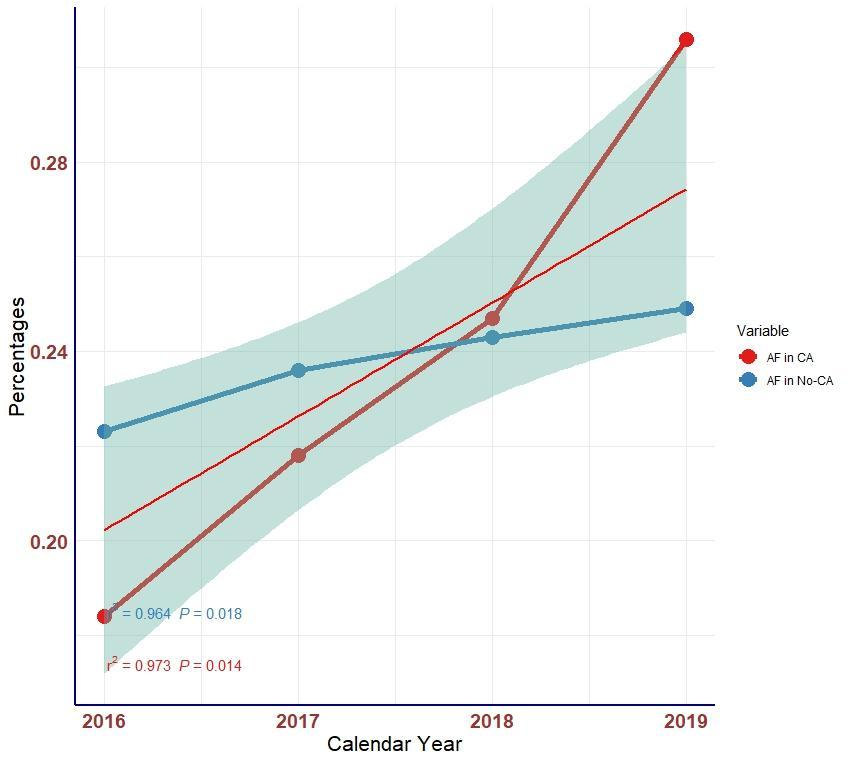 0.28
0.24
0.20
Percentages
= 0.964 P = 0.018
r² = 0.973 P = 0.014
2016 2017 2018 2019
Calendar Year
Variable
AF in CA
AF in No-CA